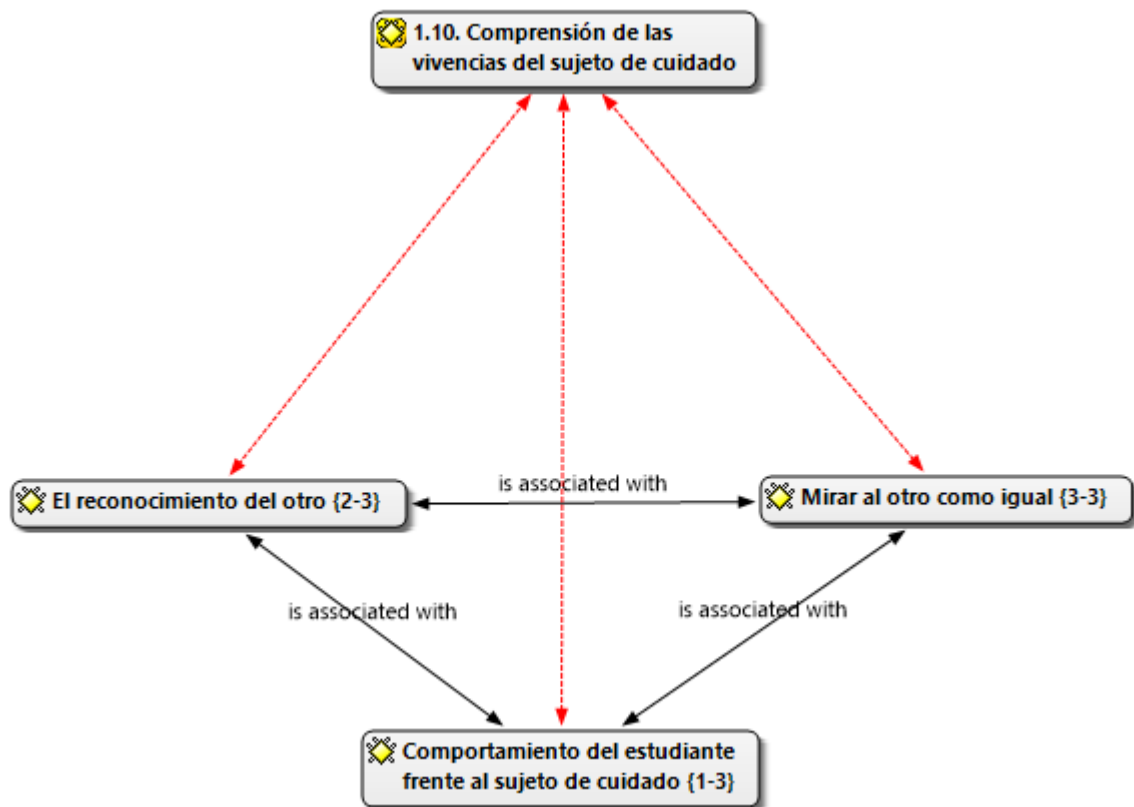 1.10. Comprensión de las
vivencias del sujeto de cuidado
is associated with
El reconocimiento del otro {2-3}
Mirar al otro como igual {3-3}
is associated with
is associated with
Comportamiento del estudiante
frente al sujeto de cuidado {1-3}